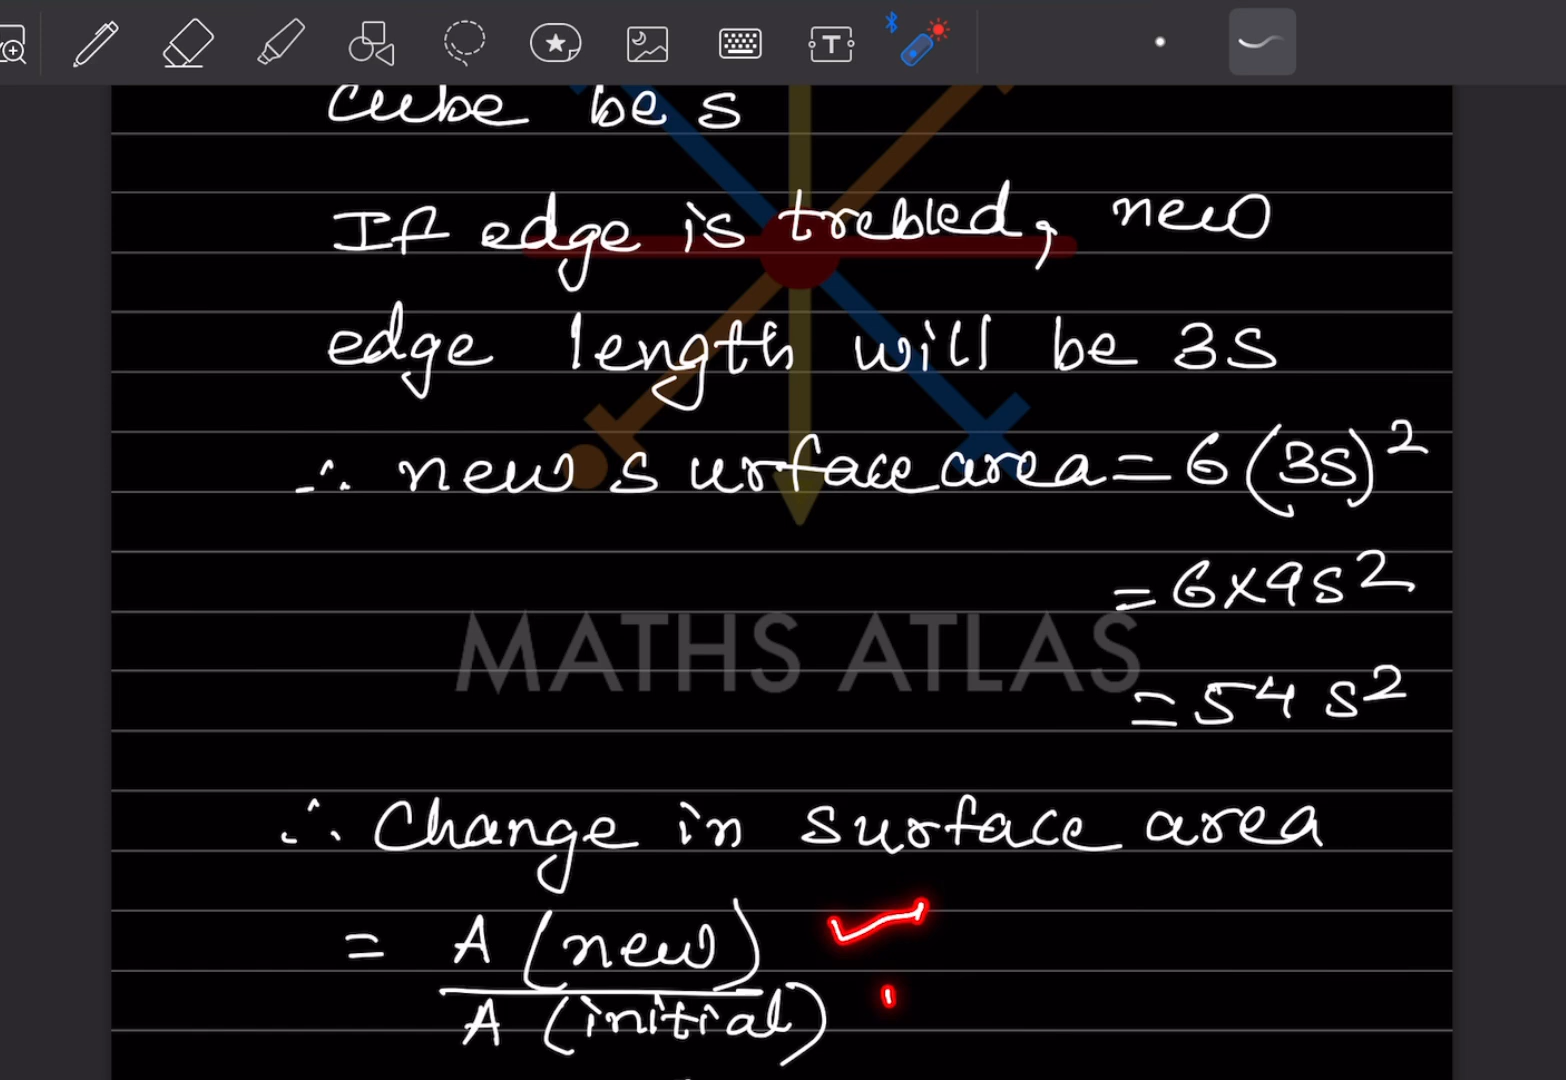 cube be s
If edge is trebled, new
edge length will be 3s
∴ new surface area = 6(3s)²
= 6×9s²
MATHS ATLAS
= 54 s²
∴ Change in surface area
= A (new)
A (initial)